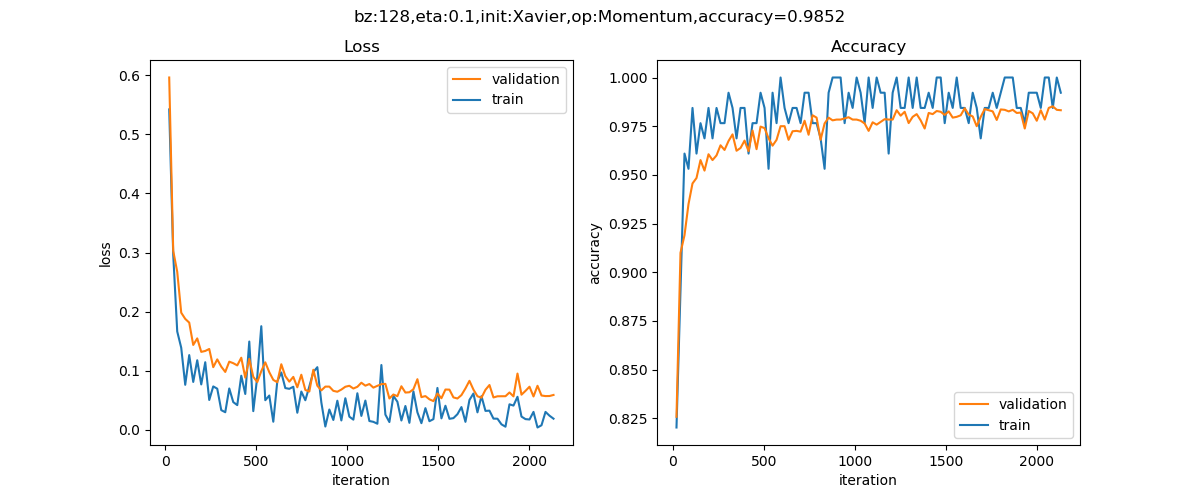 bz:128,eta:0.1,init:Xavier,op:Momentum,accuracy=0.9852
Loss
validation
train
0.6
0.5
0.4
0.3
0.2
0.1
0.0
loss
0
500
1000
1500
2000
iteration
Accuracy
1.000
0.975
0.950
0.925
0.900
0.875
0.850
0.825
accuracy
validation
train
0
500
1000
1500
2000
iteration